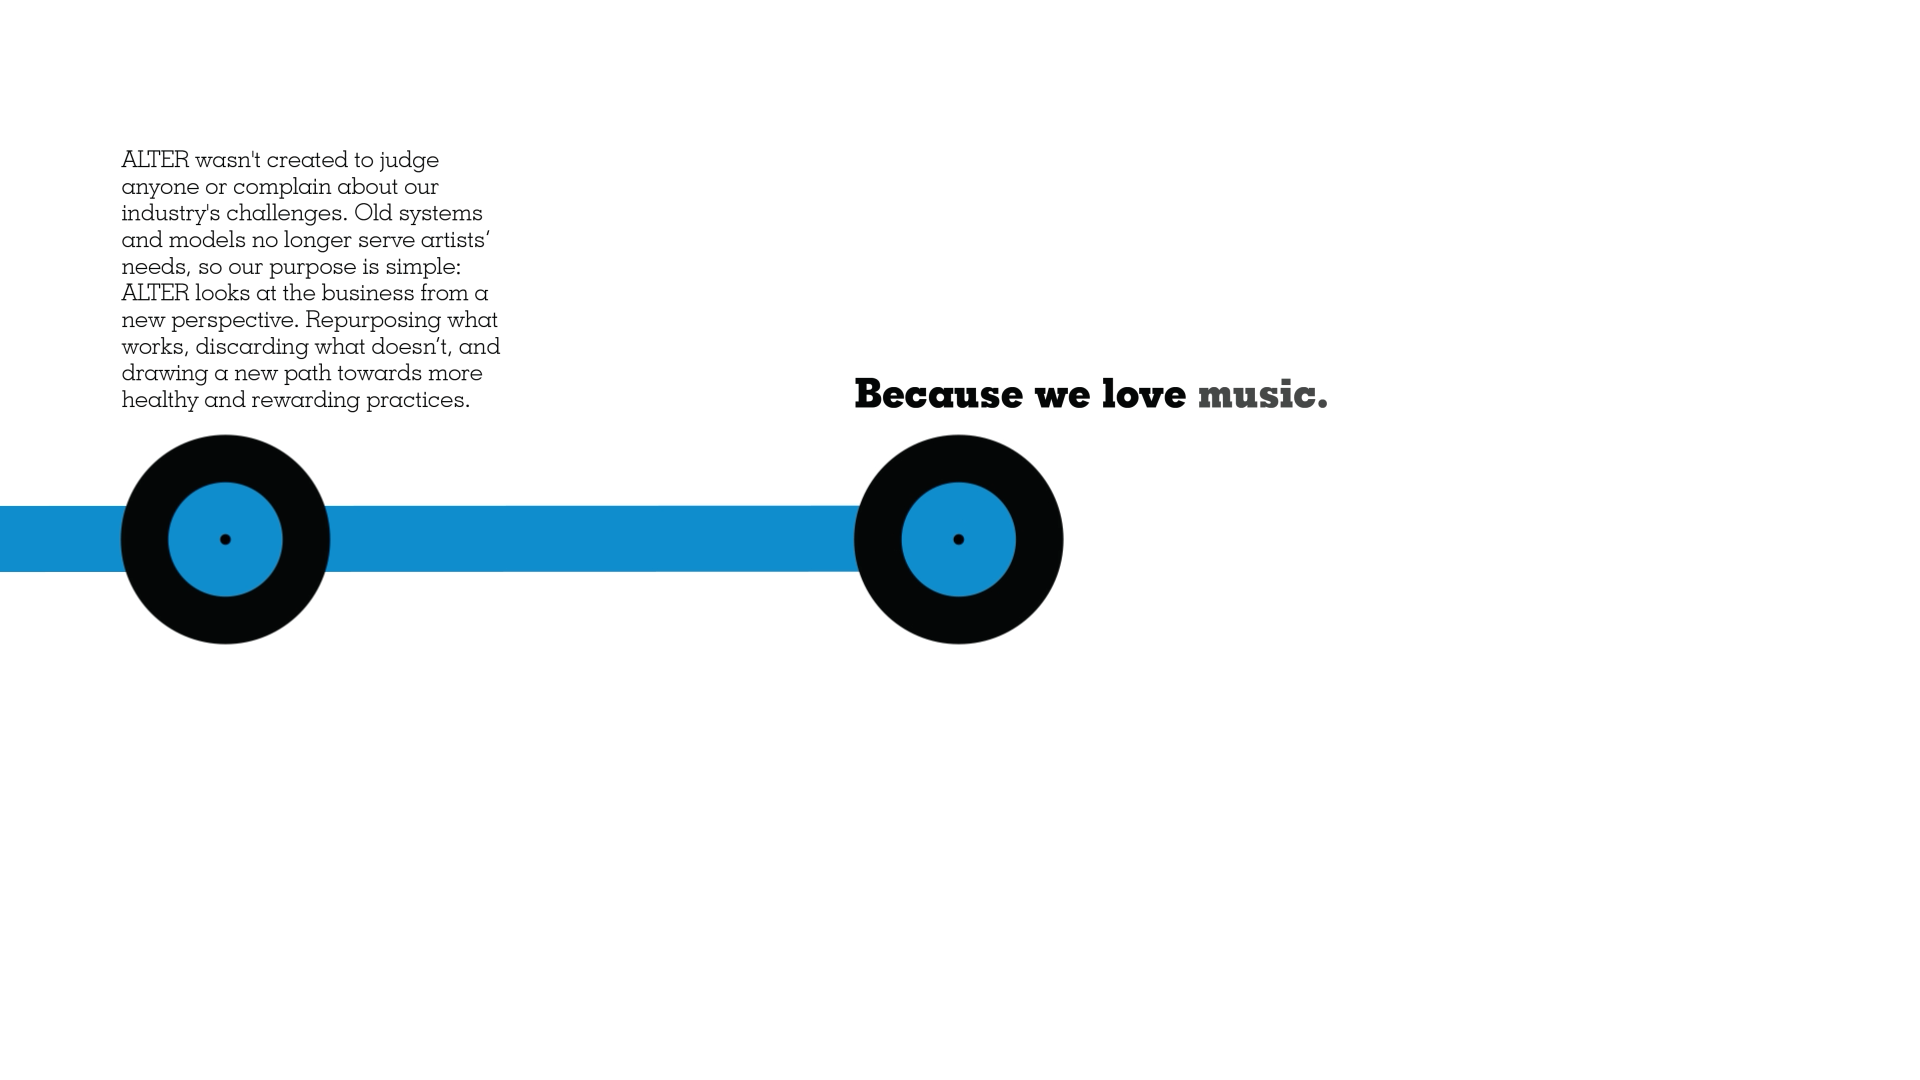 ALTER wasn't created to judge
anyone or complain about our
industry's challenges. Old systems
and models no longer serve artists’
needs, so our purpose is simple:
ALTER looks at the business from a
new perspective. Repurposing what
works, discarding what doesn’t, and
drawing a new path towards more
healthy and rewarding practices.
Because we love music.